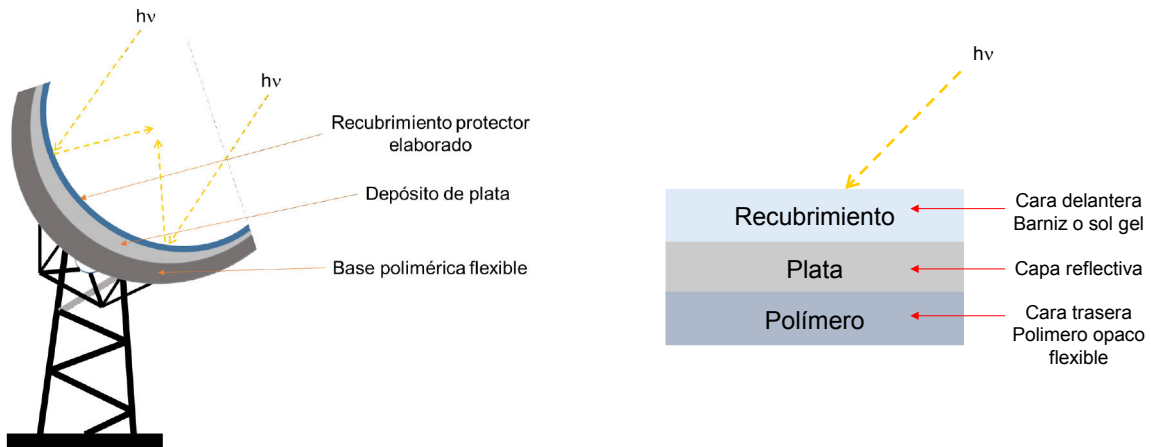 hν
hν
Recubrimiento protector
elaborado
Depósito de plata
Base polimérica flexible
hν
Recubrimiento
Plata
Polímero
Cara delantera
Barniz o sol gel
Capa reflectiva
Cara trasera
Polimero opaco
flexible